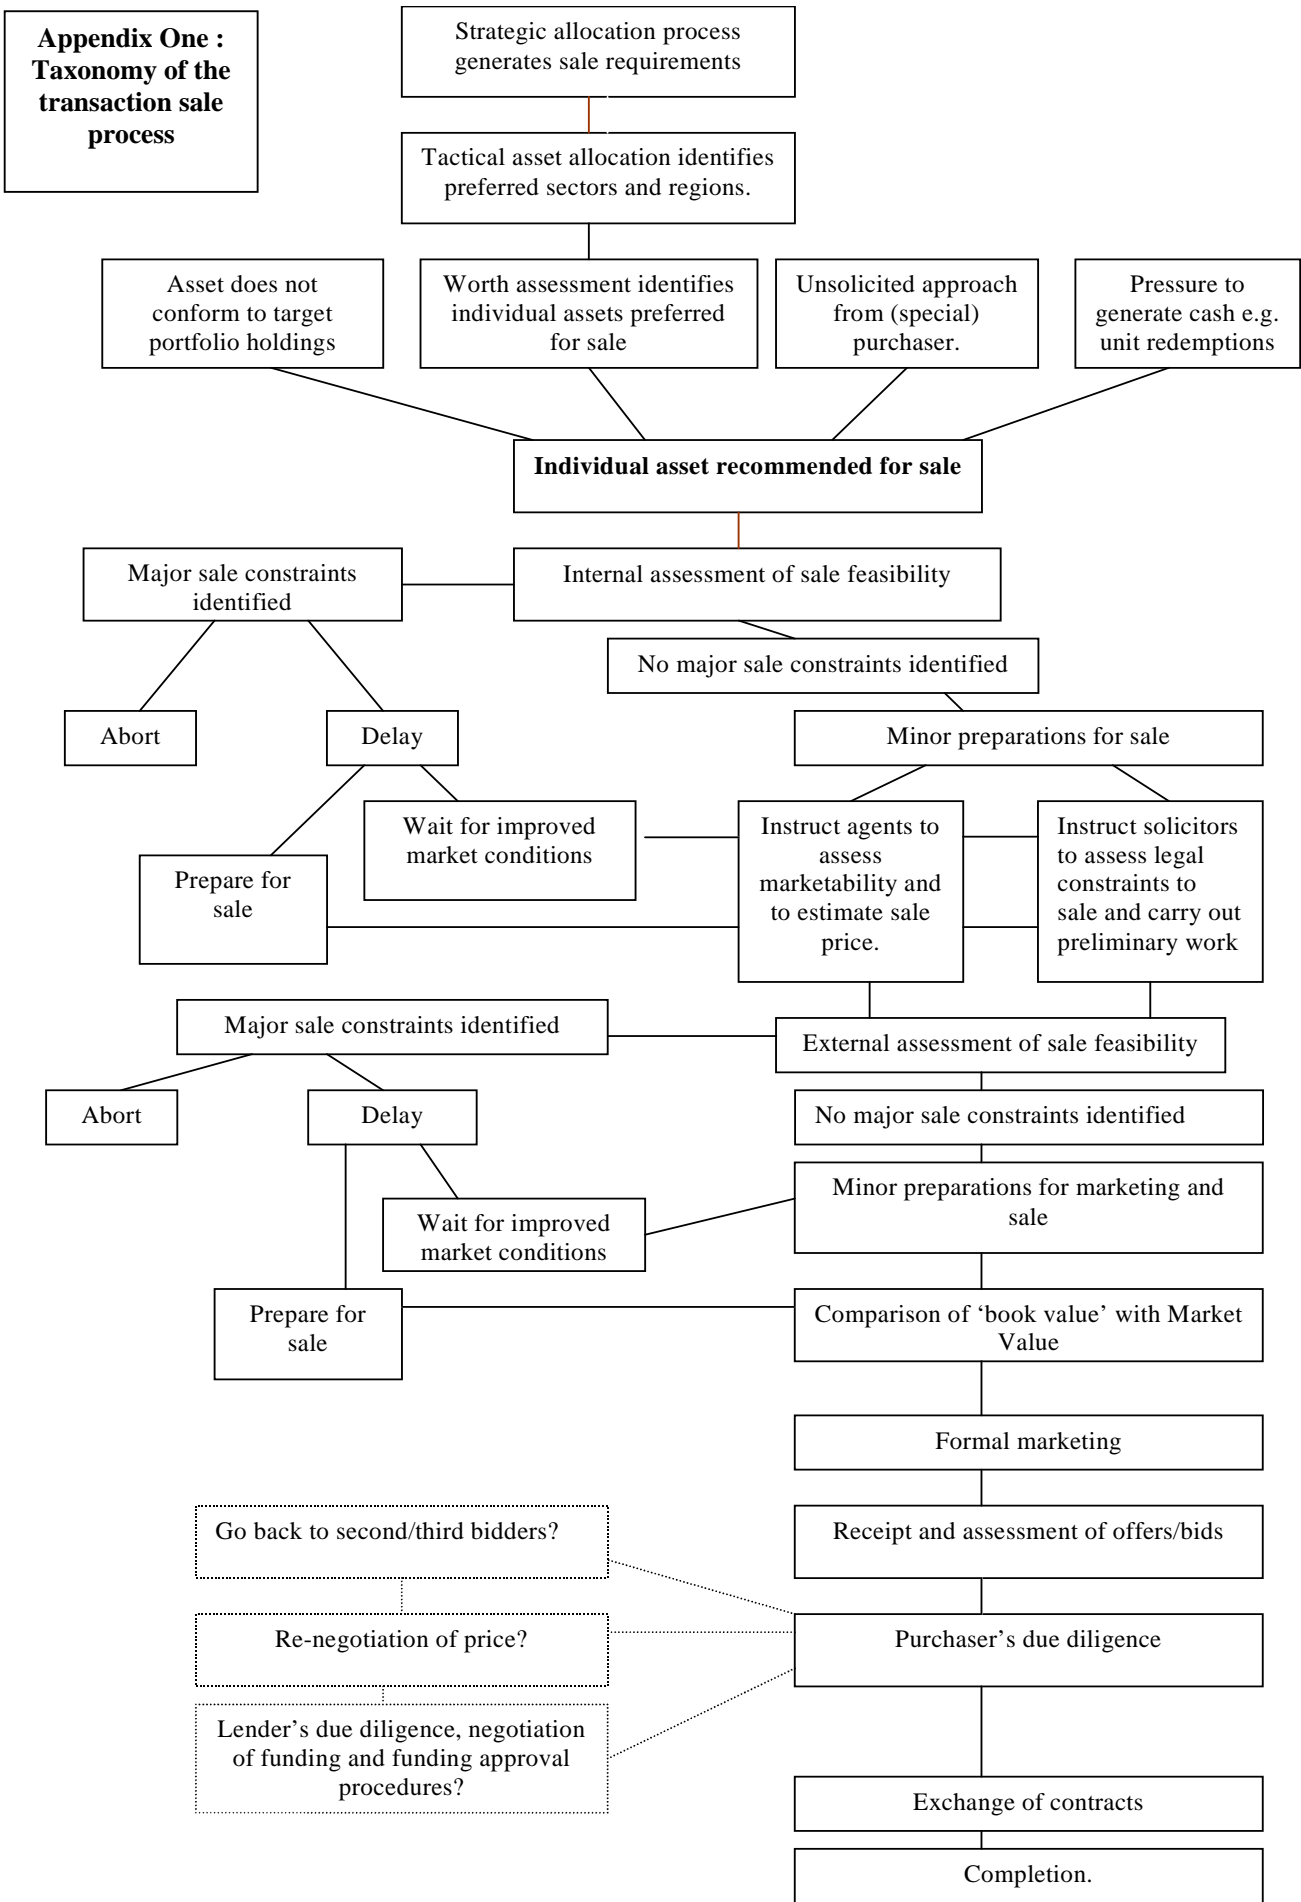 Appendix One :
Taxonomy of the
transaction sale
process
Strategic allocation process
generates sale requirements
Tactical asset allocation identifies
preferred sectors and regions.
Asset does not
conform to target
portfolio holdings
Worth assessment identifies
individual assets preferred
for sale
Unsolicited approach
from (special)
purchaser.
Pressure to
generate cash e.g.
unit redemptions
Individual asset recommended for sale
Major sale constraints
identified
Internal assessment of sale feasibility
No major sale constraints identified
Abort
Delay
Minor preparations for sale
Wait for improved
market conditions
Instruct agents to
assess
marketability and
to estimate sale
price.
Instruct solicitors
to assess legal
constraints to
sale and carry out
preliminary work
Prepare for
sale
Major sale constraints identified
External assessment of sale feasibility
Abort
Delay
No major sale constraints identified
Minor preparations for marketing and
sale
Wait for improved
market conditions
Prepare for
sale
Comparison of ‘book value’ with Market
Value
Formal marketing
Go back to second/third bidders?
Receipt and assessment of offers/bids
Re-negotiation of price?
Purchaser’s due diligence
Lender’s due diligence, negotiation
of funding and funding approval
procedures?
Exchange of contracts
Completion.